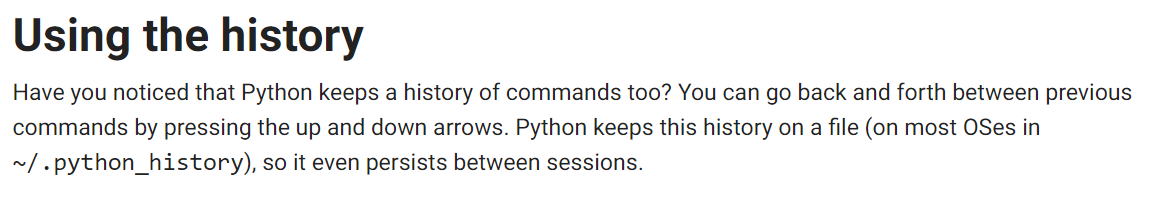 Using the history
Have you noticed that Python keeps a history of commands too? You can go back and forth between previous
commands by pressing the up and down arrows. Python keeps this history on a file (on most OSes in
~/.python_history), so it even persists between sessions.